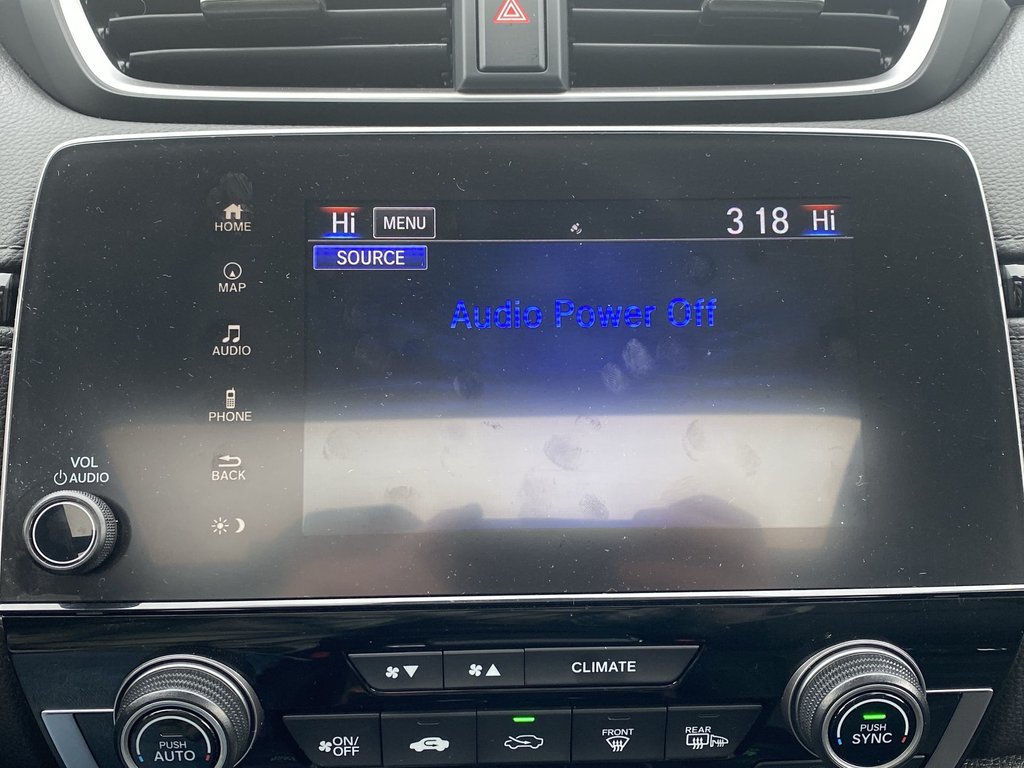 Hi MENU 3 18 Hi
SOURCE
Audio Power Off
HOME
MAP
AUDIO
PHONE
BACK
VOL
AUDIO
CLIMATE
PUSH
AUTO
ON/
OFF
FRONT
REAR
PUSH
SYNC